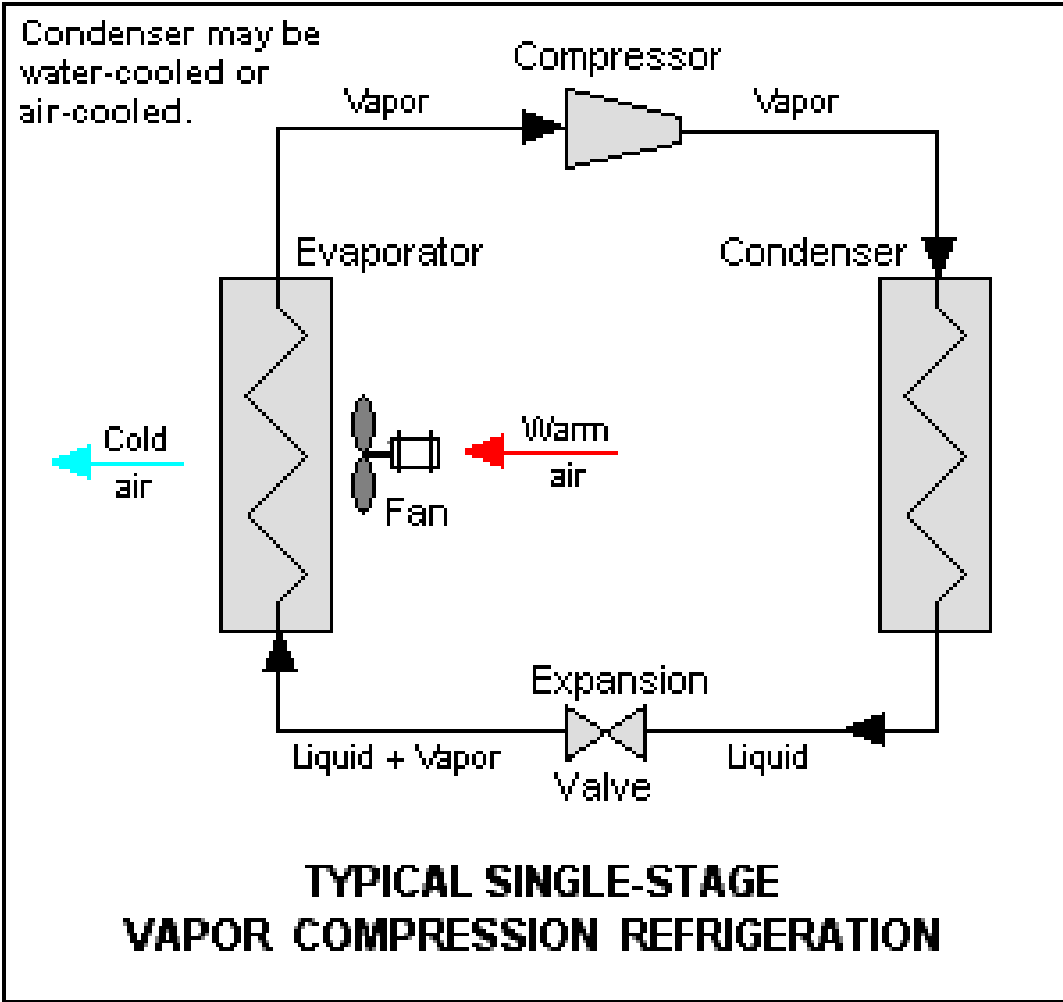 Condenser may be
water-cooled or
air-cooled.
Compressor
Vapor
Vapor
Evaporator
Condenser
Cold
air
Fan
Warm
air
Expansion
Valve
Liquid + Vapor
Liquid
TYPICAL SINGLE-STAGE
VAPOR COMPRESSION REFRIGERATION